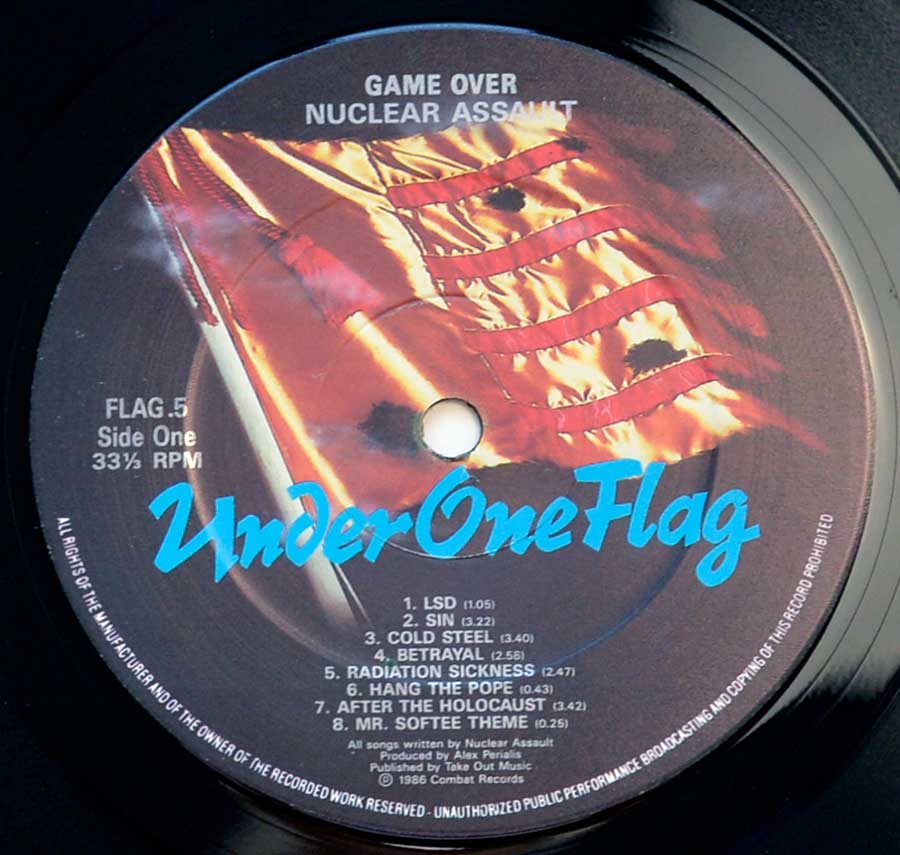 GAME OVER
NUCLEAR ASSAULT
FLAG.5
Side One
33⅓ RPM
Under One Flag
1. LSD (1.05)
2. SIN (3.22)
3. COLD STEEL (3.40)
4. BETRAYAL (2.56)
5. RADIATION SICKNESS (2.47)
6. HANG THE POPE (0.43)
7. AFTER THE HOLOCAUST (3.42)
8. MR. SOFTEE THEME (0.25)
All songs written by Nuclear Assault
Produced by Alex Perialis
Published by Take Out Music
Ⓟ 1986 Combat Records
ALL RIGHTS OF THE MANUFACTURER AND OF THE OWNER OF THE RECORDED WORK RESERVED - UNAUTHORIZED PUBLIC PERFORMANCE BROADCASTING AND COPYING OF THIS RECORD PROHIBITED